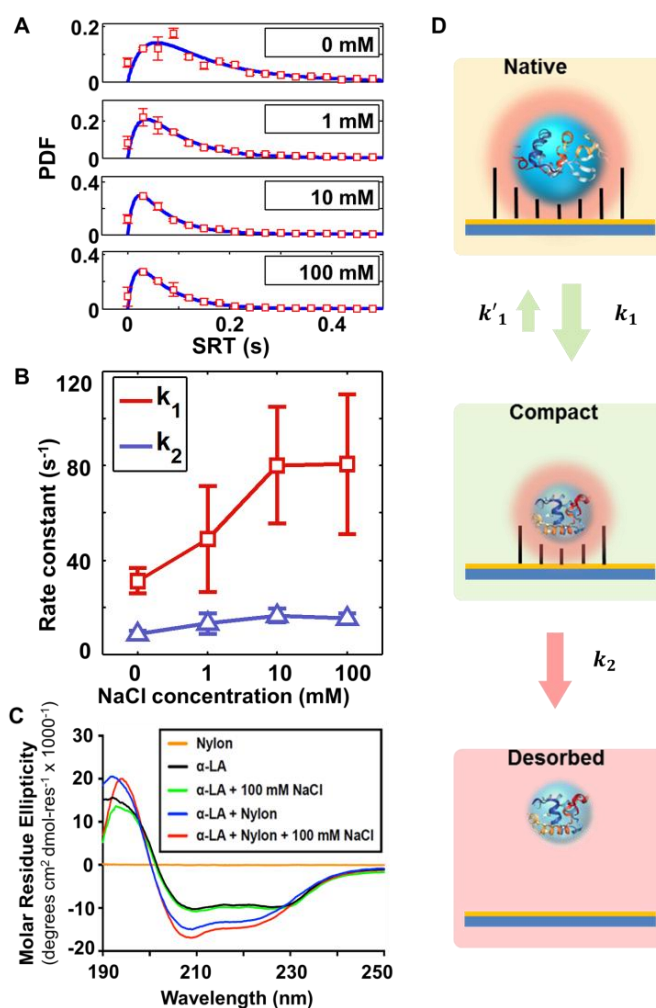 A
0.2
0
0 mM
0.2
0
1 mM
0.4
0
10 mM
0.4
0
100 mM
PDF
0 0.2 0.4
SRT (s)
B
120
80
40
0
k1
k2
Rate constant (s-1)
0 1 10 100
NaCl concentration (mM)
C
30
20
10
0
-10
-20
Nylon
α-LA
α-LA + 100 mM NaCl
α-LA + Nylon
α-LA + Nylon + 100 mM NaCl
Molar Residue Ellipticity
(degrees cm2 dmol-res-1 x 1000-1)
190 210 230 250
Wavelength (nm)
D
Native
k′1 k1
Compact
k2
Desorbed